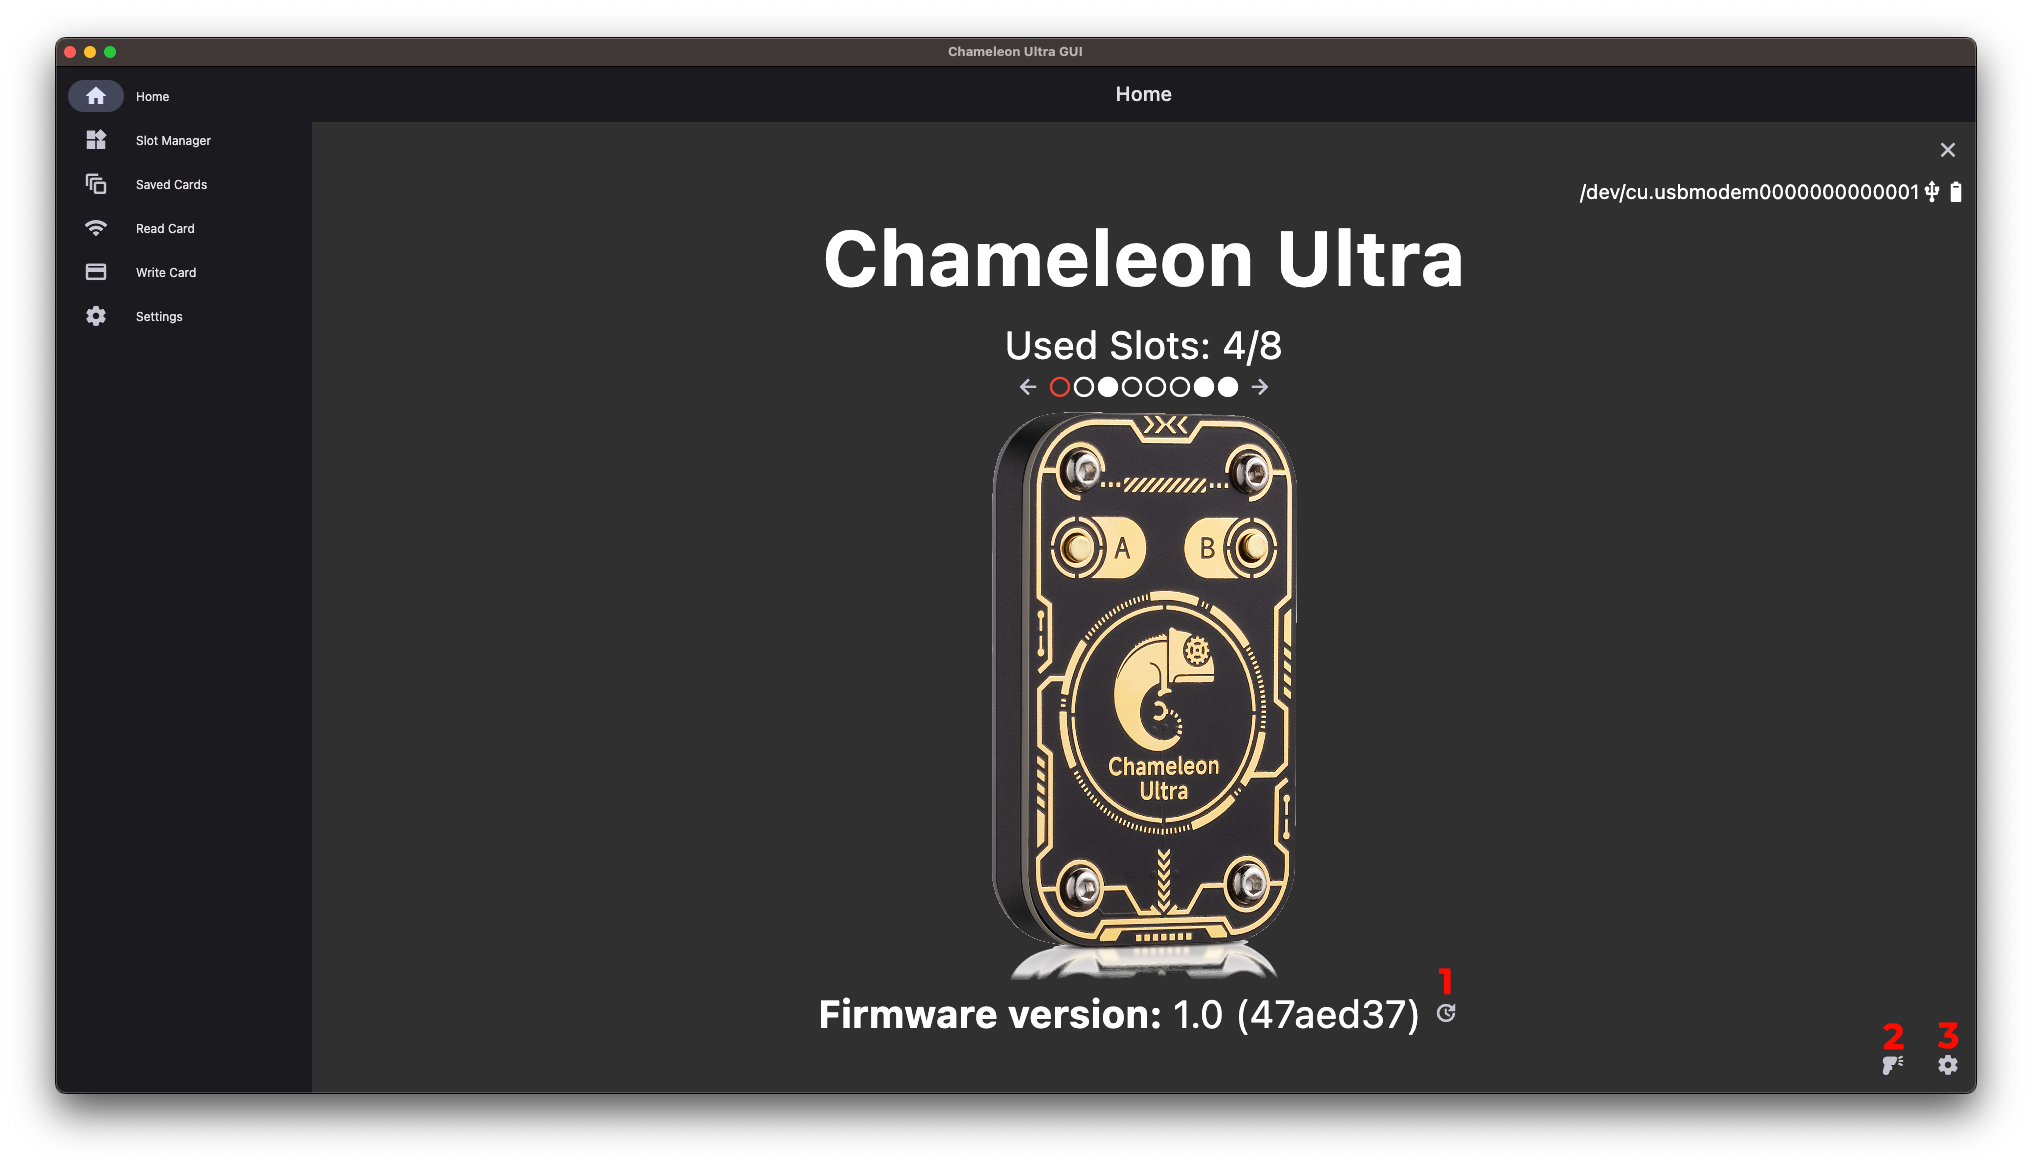 Chameleon Ultra GUI
Home
Home
Slot Manager
Saved Cards
Read Card
Write Card
Settings
/dev/cu.usbmodem0000000000001
Chameleon Ultra
Used Slots: 4/8
A
B
Chameleon
Ultra
1
Firmware version: 1.0 (47aed37)
2
3